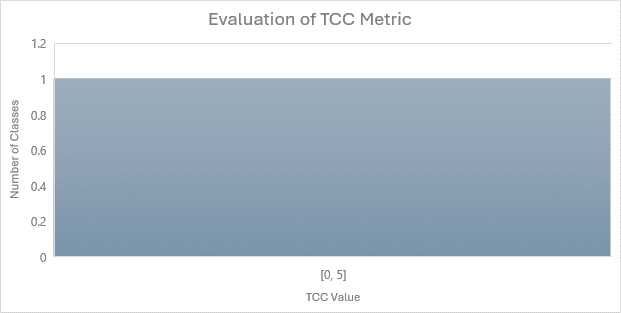 Evaluation of TCC Metric
1.2
1
0.8
0.6
0.4
0.2
0
Number of Classes
[0, 5]
TCC Value